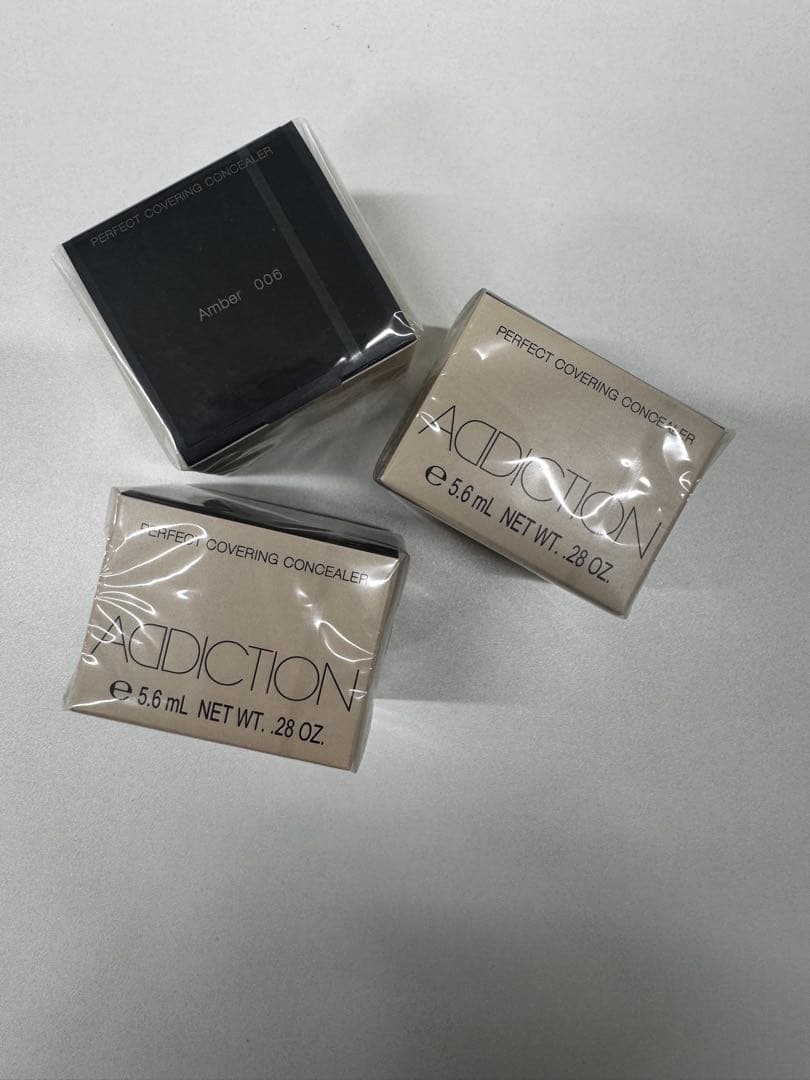 PERFECT COVERING CONCEALER
Amber 006
PERFECT COVERING CONCEALER
ADDICTION
e 5.6 mL NET WT. .28 OZ.
PERFECT COVERING CONCEALER
ADDICTION
e 5.6 mL NET WT. .28 OZ.